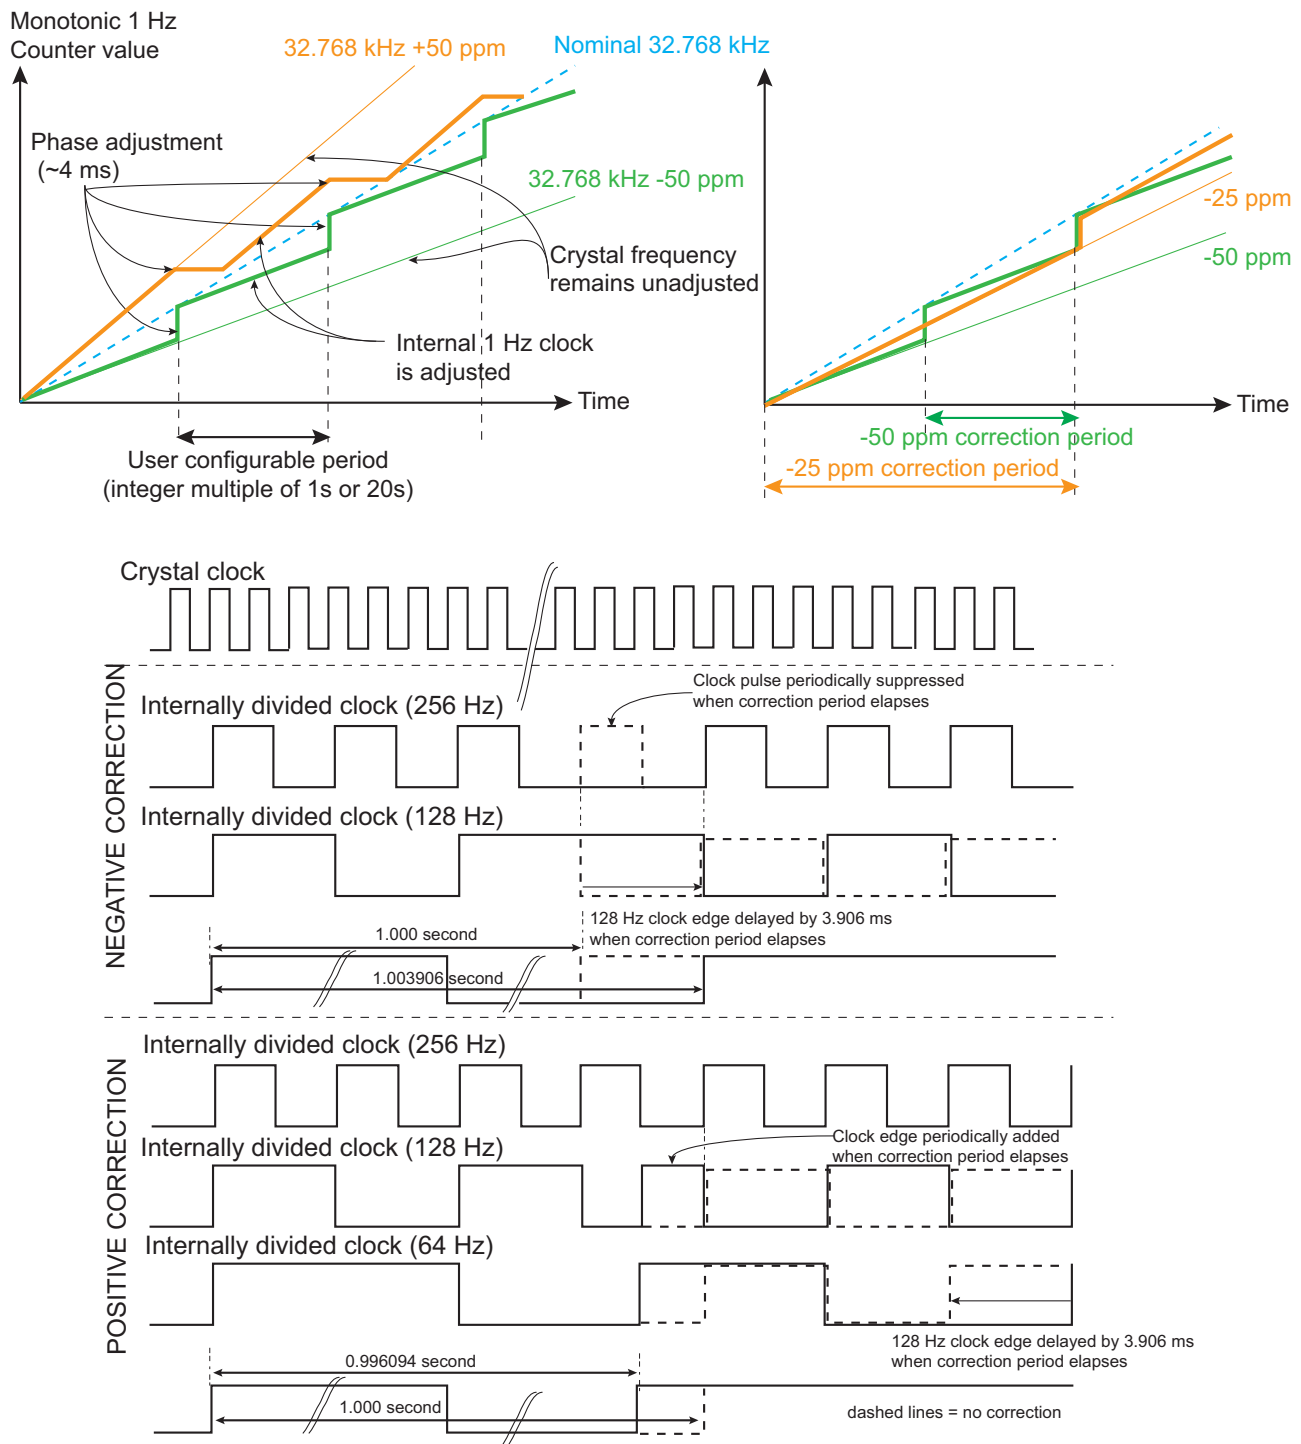 Monotonic 1 Hz
Counter value
32.768 kHz +50 ppm
Nominal 32.768 kHz
Phase adjustment
(~4 ms)
32.768 kHz -50 ppm
Crystal frequency
remains unadjusted
Internal 1 Hz clock
is adjusted
Time
User configurable period
(integer multiple of 1s or 20s)
-25 ppm
-50 ppm
Time
-50 ppm correction period
-25 ppm correction period
Crystal clock
NEGATIVE CORRECTION
Clock pulse periodically suppressed
when correction period elapses
Internally divided clock (256 Hz)
Internally divided clock (128 Hz)
128 Hz clock edge delayed by 3.906 ms
when correction period elapses
1.000 second
1.003906 second
POSITIVE CORRECTION
Internally divided clock (256 Hz)
Internally divided clock (128 Hz)
Clock edge periodically added
when correction period elapses
Internally divided clock (64 Hz)
128 Hz clock edge delayed by 3.906 ms
when correction period elapses
0.996094 second
1.000 second
dashed lines = no correction